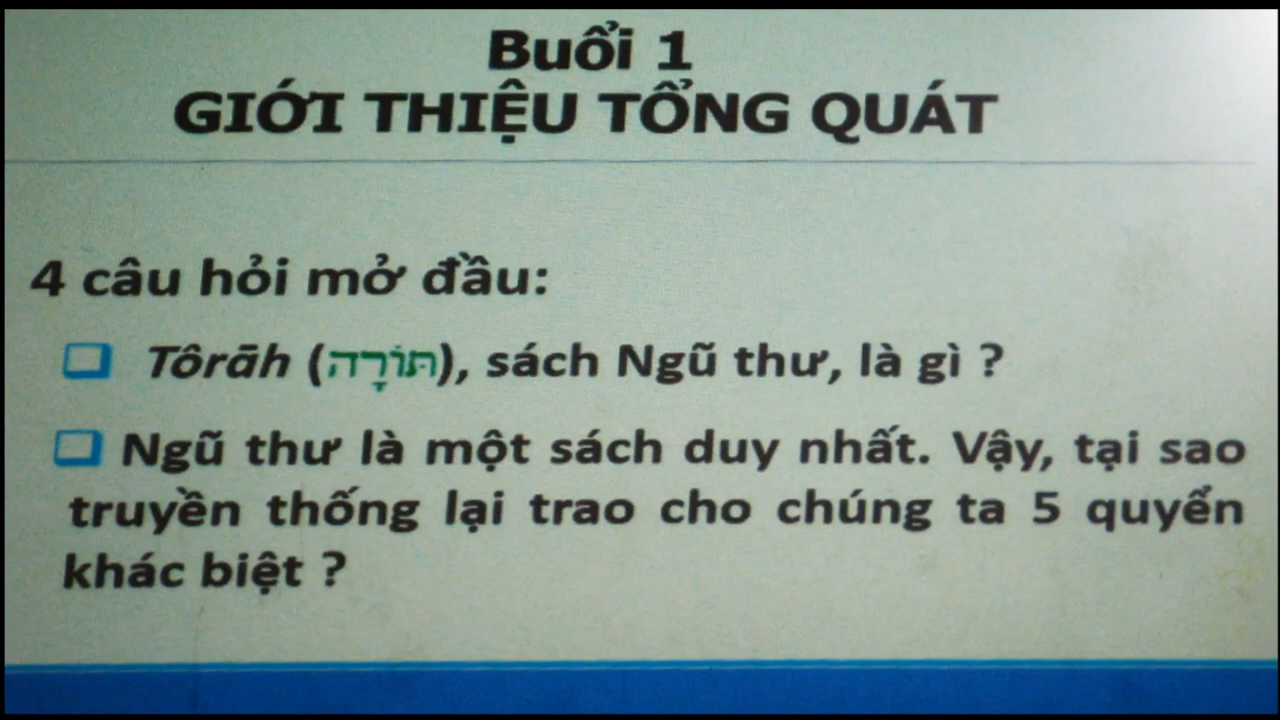 Buổi 1
GIỚI THIỆU TỔNG QUÁT
4 câu hỏi mở đầu:
❑ Tôrāh (תּוֹרָה), sách Ngũ thư, là gì ?
❑ Ngũ thư là một sách duy nhất. Vậy, tại sao
truyền thống lại trao cho chúng ta 5 quyển
khác biệt ?